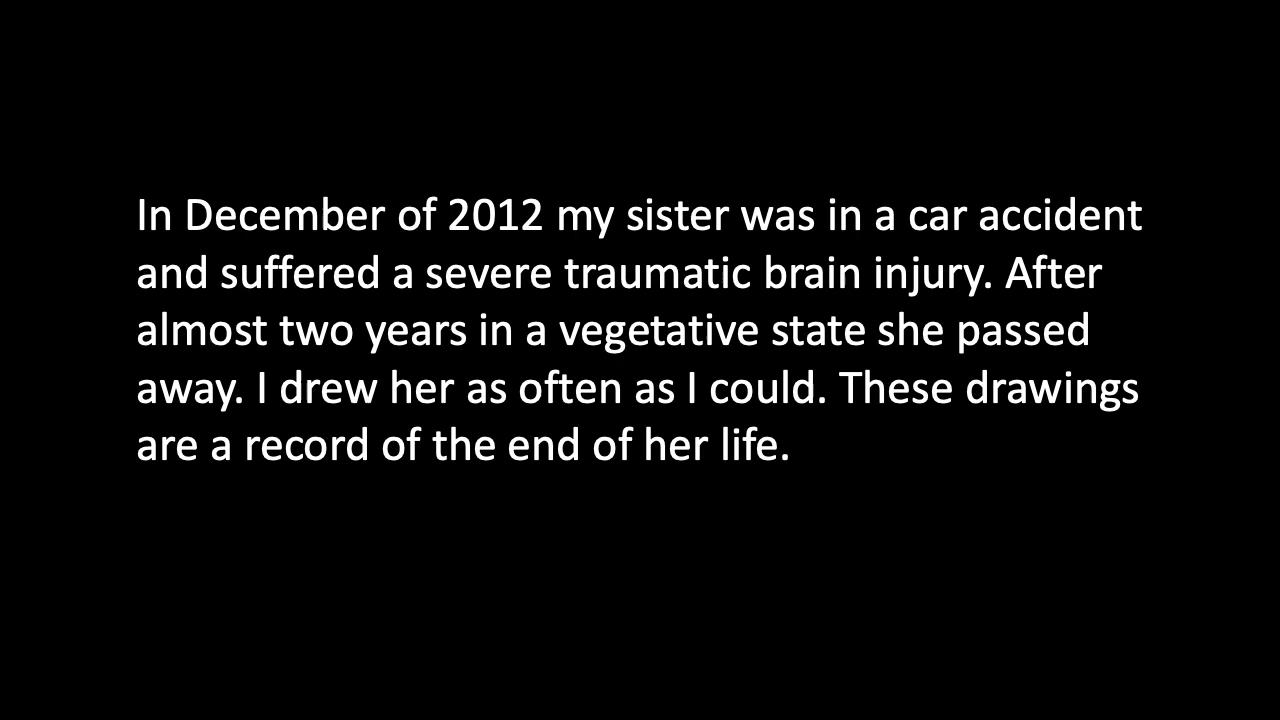 In December of 2012 my sister was in a car accident
and suffered a severe traumatic brain injury. After
almost two years in a vegetative state she passed
away. I drew her as often as I could. These drawings
are a record of the end of her life.